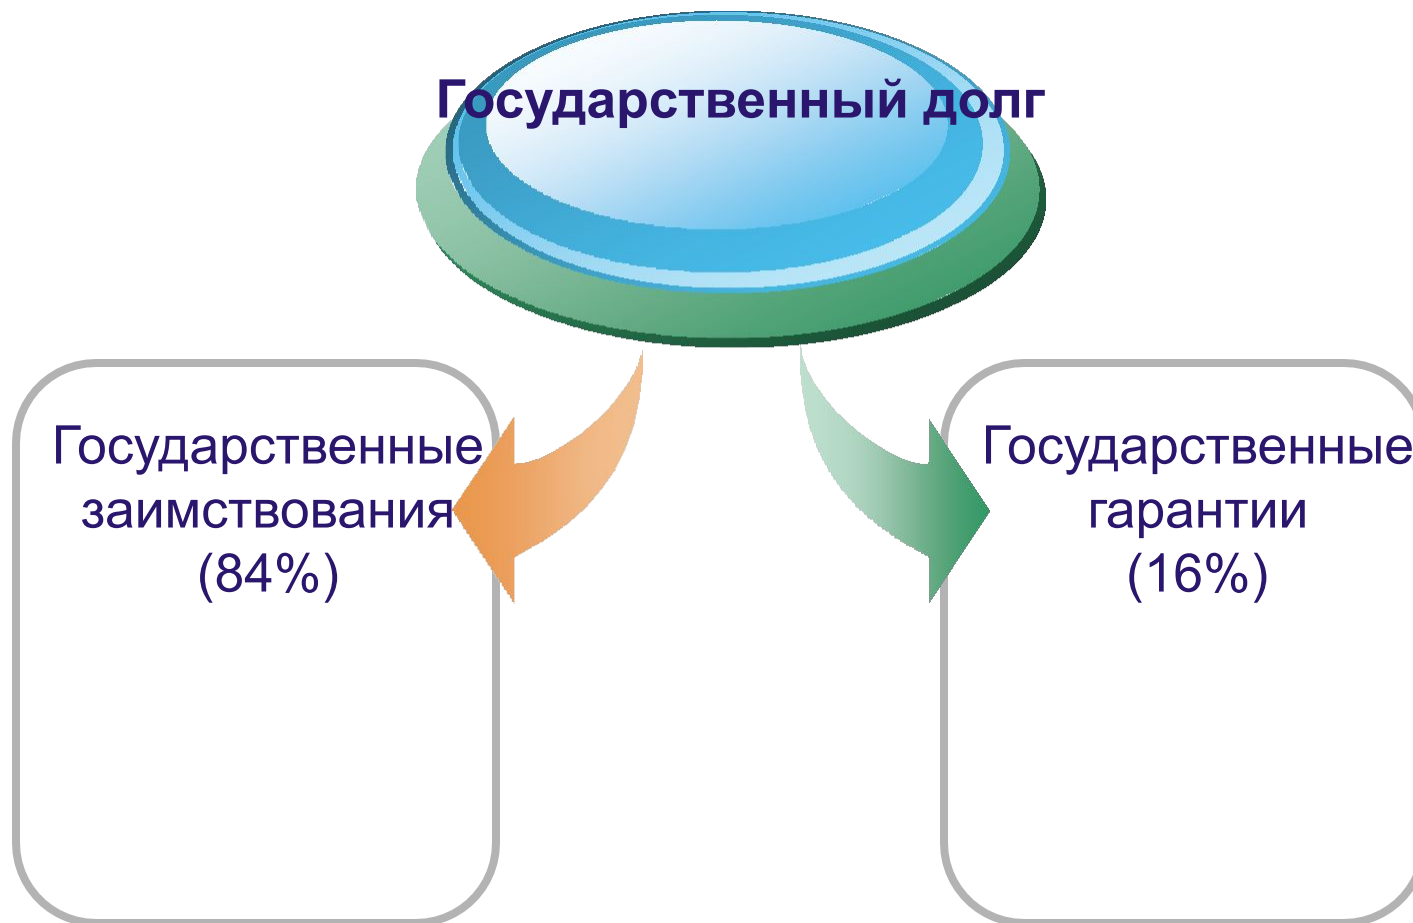 Государственный долг
Государственные
заимствования
(84%)
Государственные
гарантии
(16%)